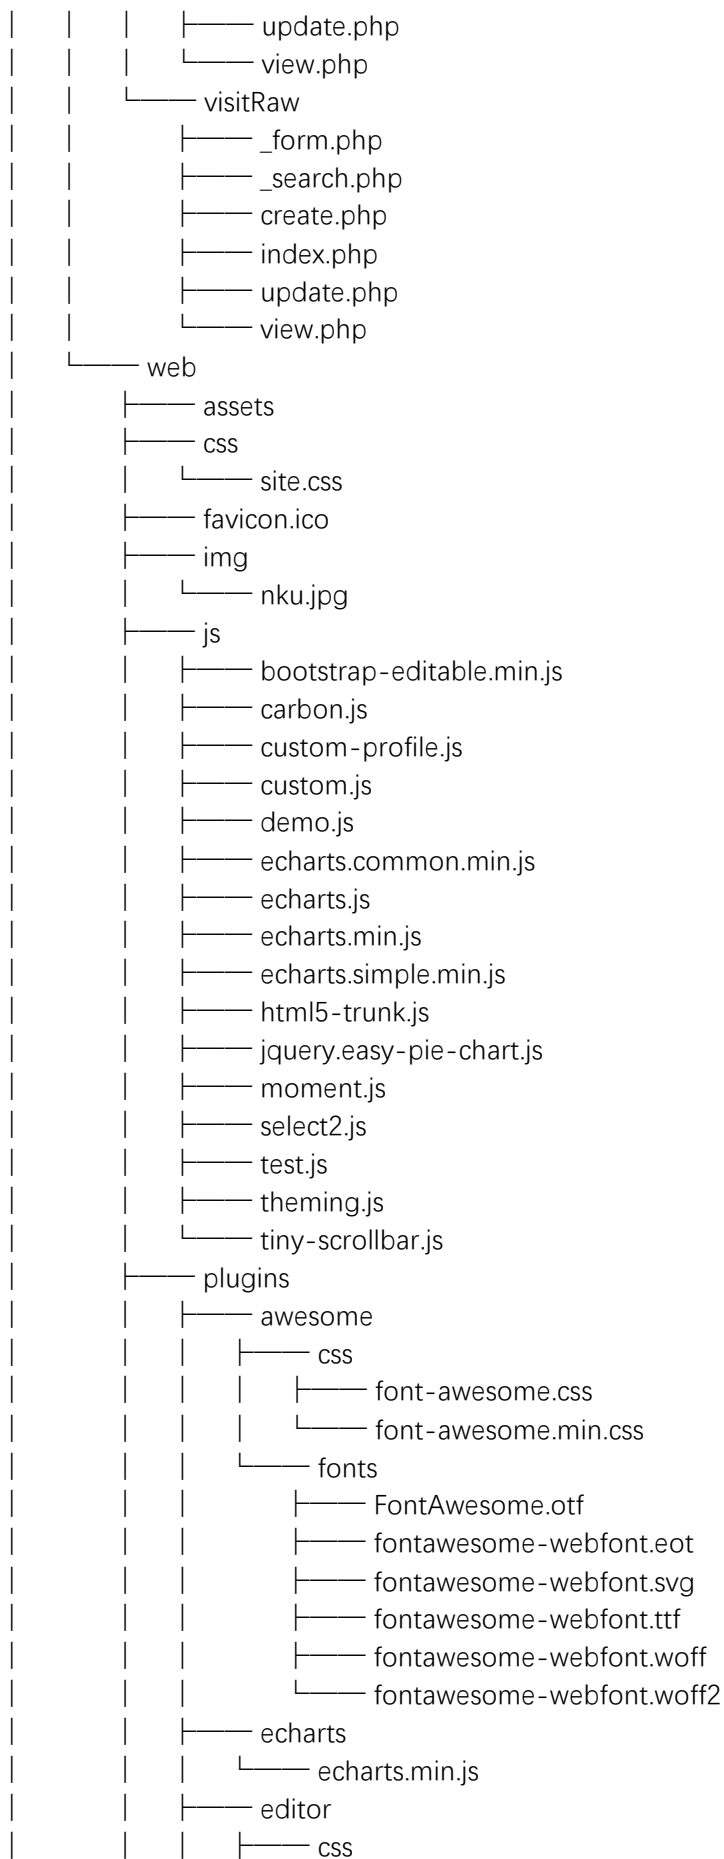 │   │   │   ├── update.php
│   │   │   └── view.php
│   │   └── visitRaw
│   │       ├── _form.php
│   │       ├── _search.php
│   │       ├── create.php
│   │       ├── index.php
│   │       ├── update.php
│   │       └── view.php
│   └── web
│       ├── assets
│       ├── css
│       │   └── site.css
│       ├── favicon.ico
│       ├── img
│       │   └── nku.jpg
│       ├── js
│       │   ├── bootstrap-editable.min.js
│       │   ├── carbon.js
│       │   ├── custom-profile.js
│       │   ├── custom.js
│       │   ├── demo.js
│       │   ├── echarts.common.min.js
│       │   ├── echarts.js
│       │   ├── echarts.min.js
│       │   ├── echarts.simple.min.js
│       │   ├── html5-trunk.js
│       │   ├── jquery.easy-pie-chart.js
│       │   ├── moment.js
│       │   ├── select2.js
│       │   ├── test.js
│       │   ├── theming.js
│       │   └── tiny-scrollbar.js
│       ├── plugins
│       │   ├── awesome
│       │   │   ├── css
│       │   │   │   ├── font-awesome.css
│       │   │   │   └── font-awesome.min.css
│       │   │   └── fonts
│       │   │       ├── FontAwesome.otf
│       │   │       ├── fontawesome-webfont.eot
│       │   │       ├── fontawesome-webfont.svg
│       │   │       ├── fontawesome-webfont.ttf
│       │   │       ├── fontawesome-webfont.woff
│       │   │       └── fontawesome-webfont.woff2
│       │   ├── echarts
│       │   │   └── echarts.min.js
│       │   ├── editor
│       │   │   ├── css